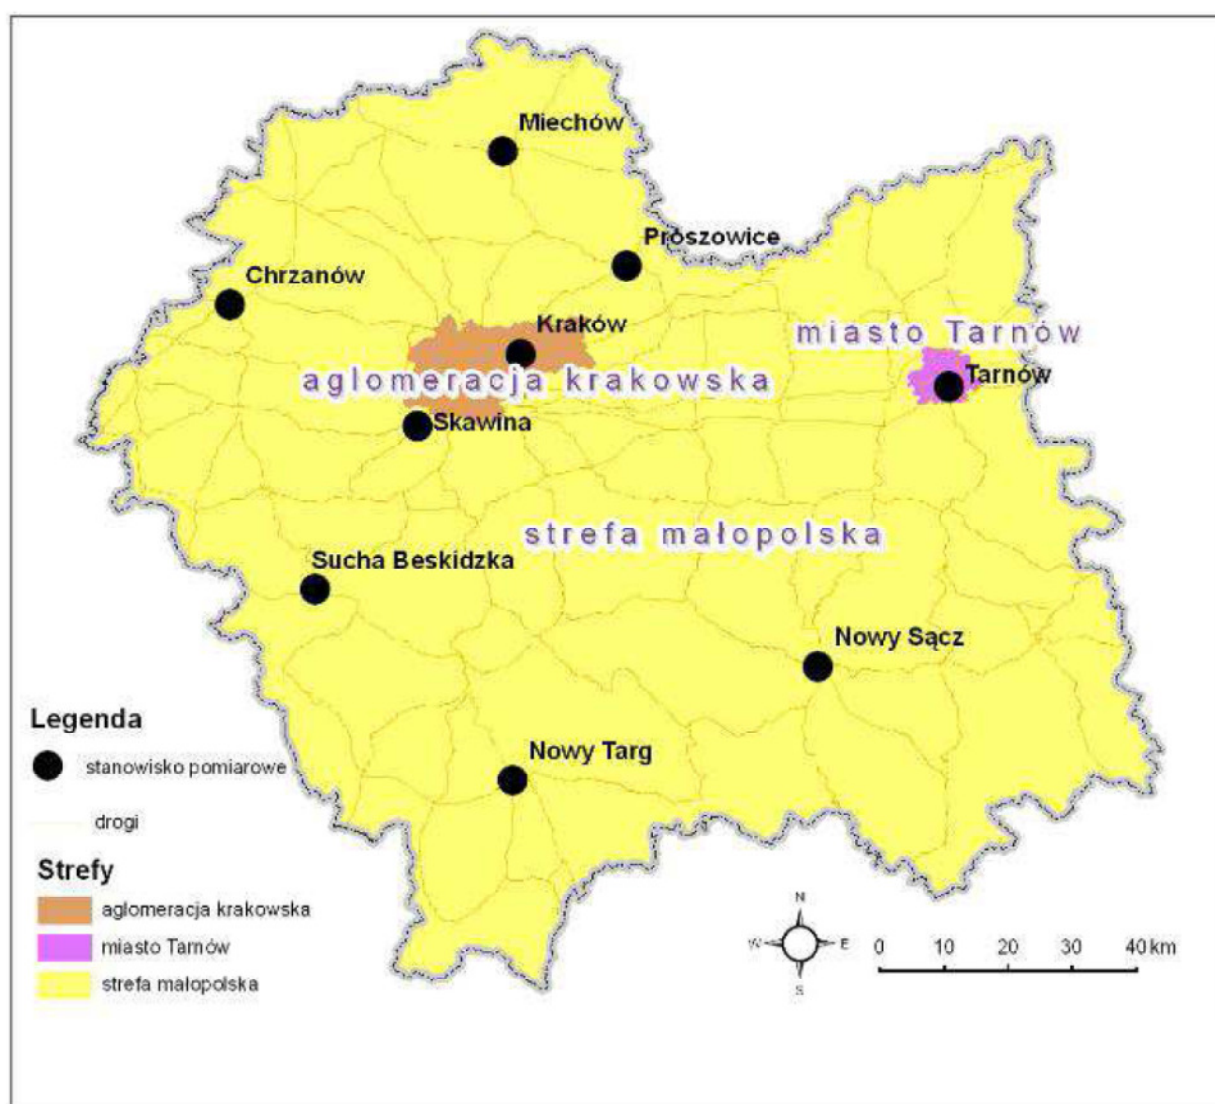 Miechów
Proszowice
Chrzanów
Kraków
miasto Tarnów
aglomeracja krakowska
Tarnów
Skawina
strefa małopolska
Sucha Beskidzka
Nowy Sącz
Nowy Targ
Legenda
stanowisko pomiarowe
drogi
Strefy
aglomeracja krakowska
miasto Tarnów
strefa małopolska
N
W E
S
0 10 20 30 40 km